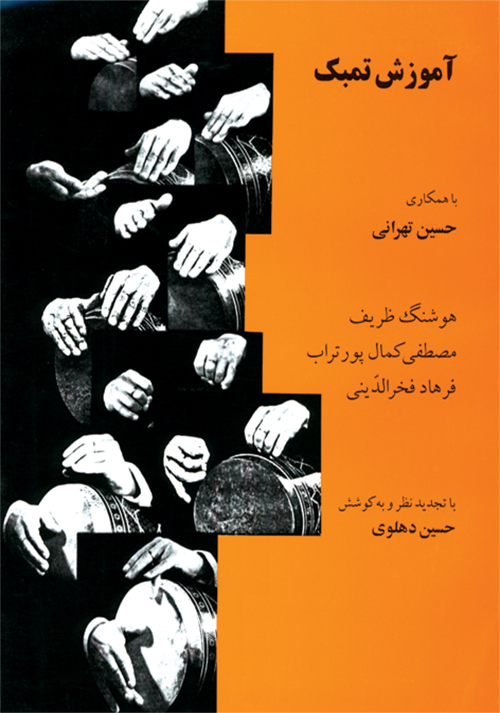 آموزش تمبک
با همکاری
حسین تهرانی
هوشنگ ظریف
مصطفی کمال پورتراب
فرهاد فخرالدّینی
با تجدید نظر و به کوشش
حسین دهلوی